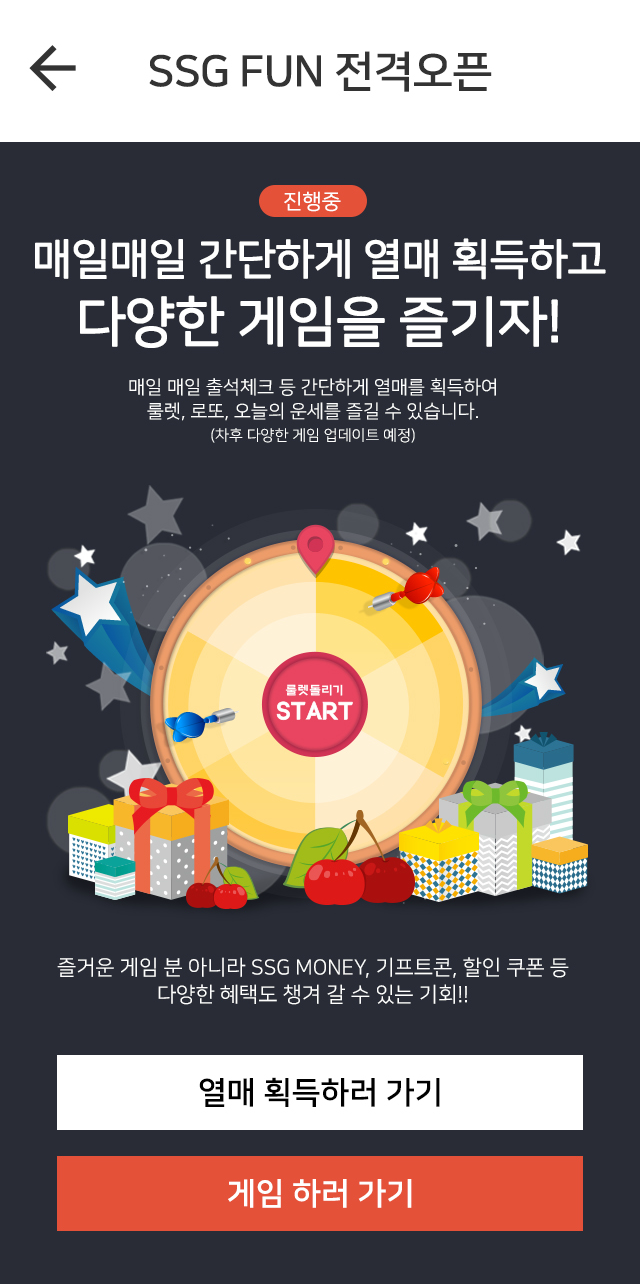 SSG FUN 전격오픈
진행중
매일매일 간단하게 열매 획득하고
다양한 게임을 즐기자!
매일 매일 출석체크 등 간단하게 열매를 획득하여
룰렛, 로또, 오늘의 운세를 즐길 수 있습니다.
(차후 다양한 게임 업데이트 예정)
룰렛돌리기
START
즐거운 게임 분 아니라 SSG MONEY, 기프트콘, 할인 쿠폰 등
다양한 혜택도 챙겨 갈 수 있는 기회!!
열매 획득하러 가기
게임 하러 가기